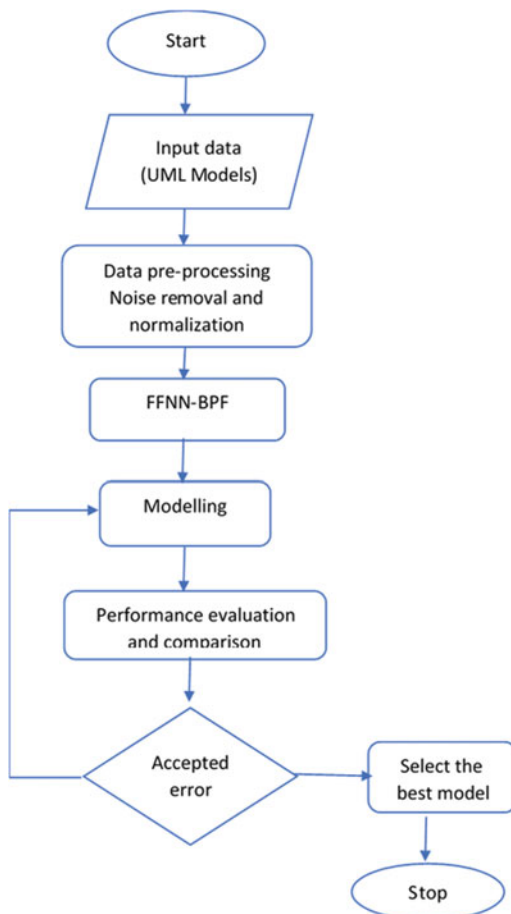 Start
Input data
(UML Models)
Data pre-processing
Noise removal and
normalization
FFNN-BPF
Modelling
Performance evaluation
and comparison
Accepted
error
Select the
best model
Stop